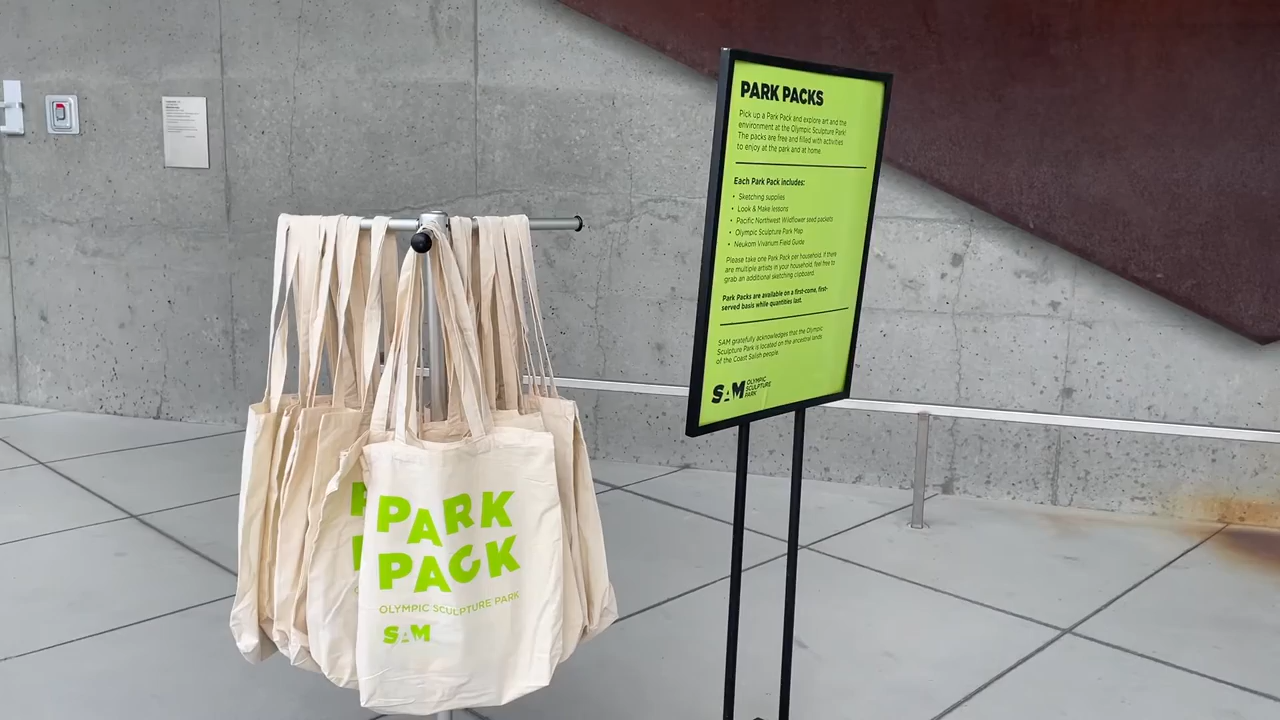 PARK PACKS
Pick up a Park Pack and explore art and the
environment at the Olympic Sculpture Park!
The packs are free and filled with activities
to enjoy at the park and at home.
Each Park Pack includes:
• Sketching supplies
• Look & Make lessons
• Pacific Northwest Wildflower seed packets
• Olympic Sculpture Park Map
• Neukom Vivarium Field Guide
Please take one Park Pack per household. If there
are multiple artists in your household, feel free to
grab an additional sketching clipboard.
Park Packs are available on a first-come, first-
served basis while quantities last.
SAM gratefully acknowledges that the Olympic
Sculpture Park is located on the ancestral lands
of the Coast Salish people
SAM OLYMPIC
SCULPTURE
PARK
PARK
PACK
OLYMPIC SCULPTURE PARK
SAM